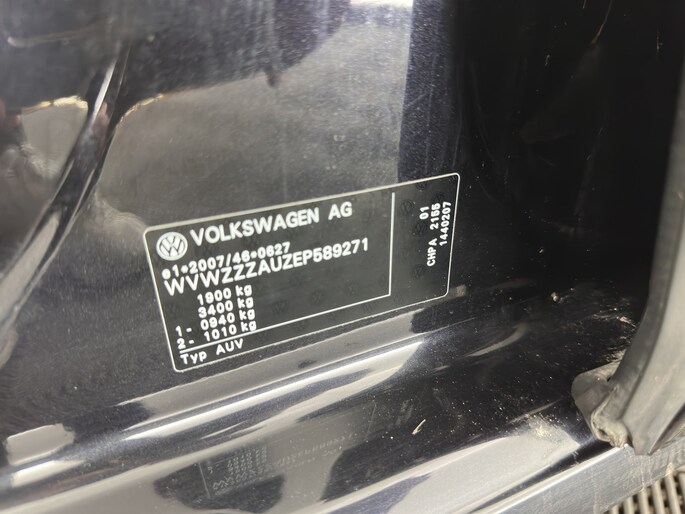 VOLKSWAGEN AG
e1*2007/46*0627
WVWZZZAUZEP589271
1900 kg
3400 kg
1- 0940 kg
2- 1010 kg
Typ AUV
01
CHPA 2155
1440207